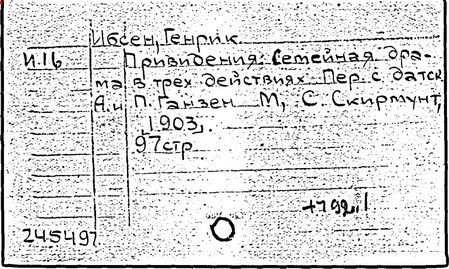 Ибсен, Генрик
И.16 Привидения. Семейная дра-
ма в трех действиях. Пер. с датск.
А. и П. Ганзен. М., С. Скирмунт,
1903.
97 стр.
245497